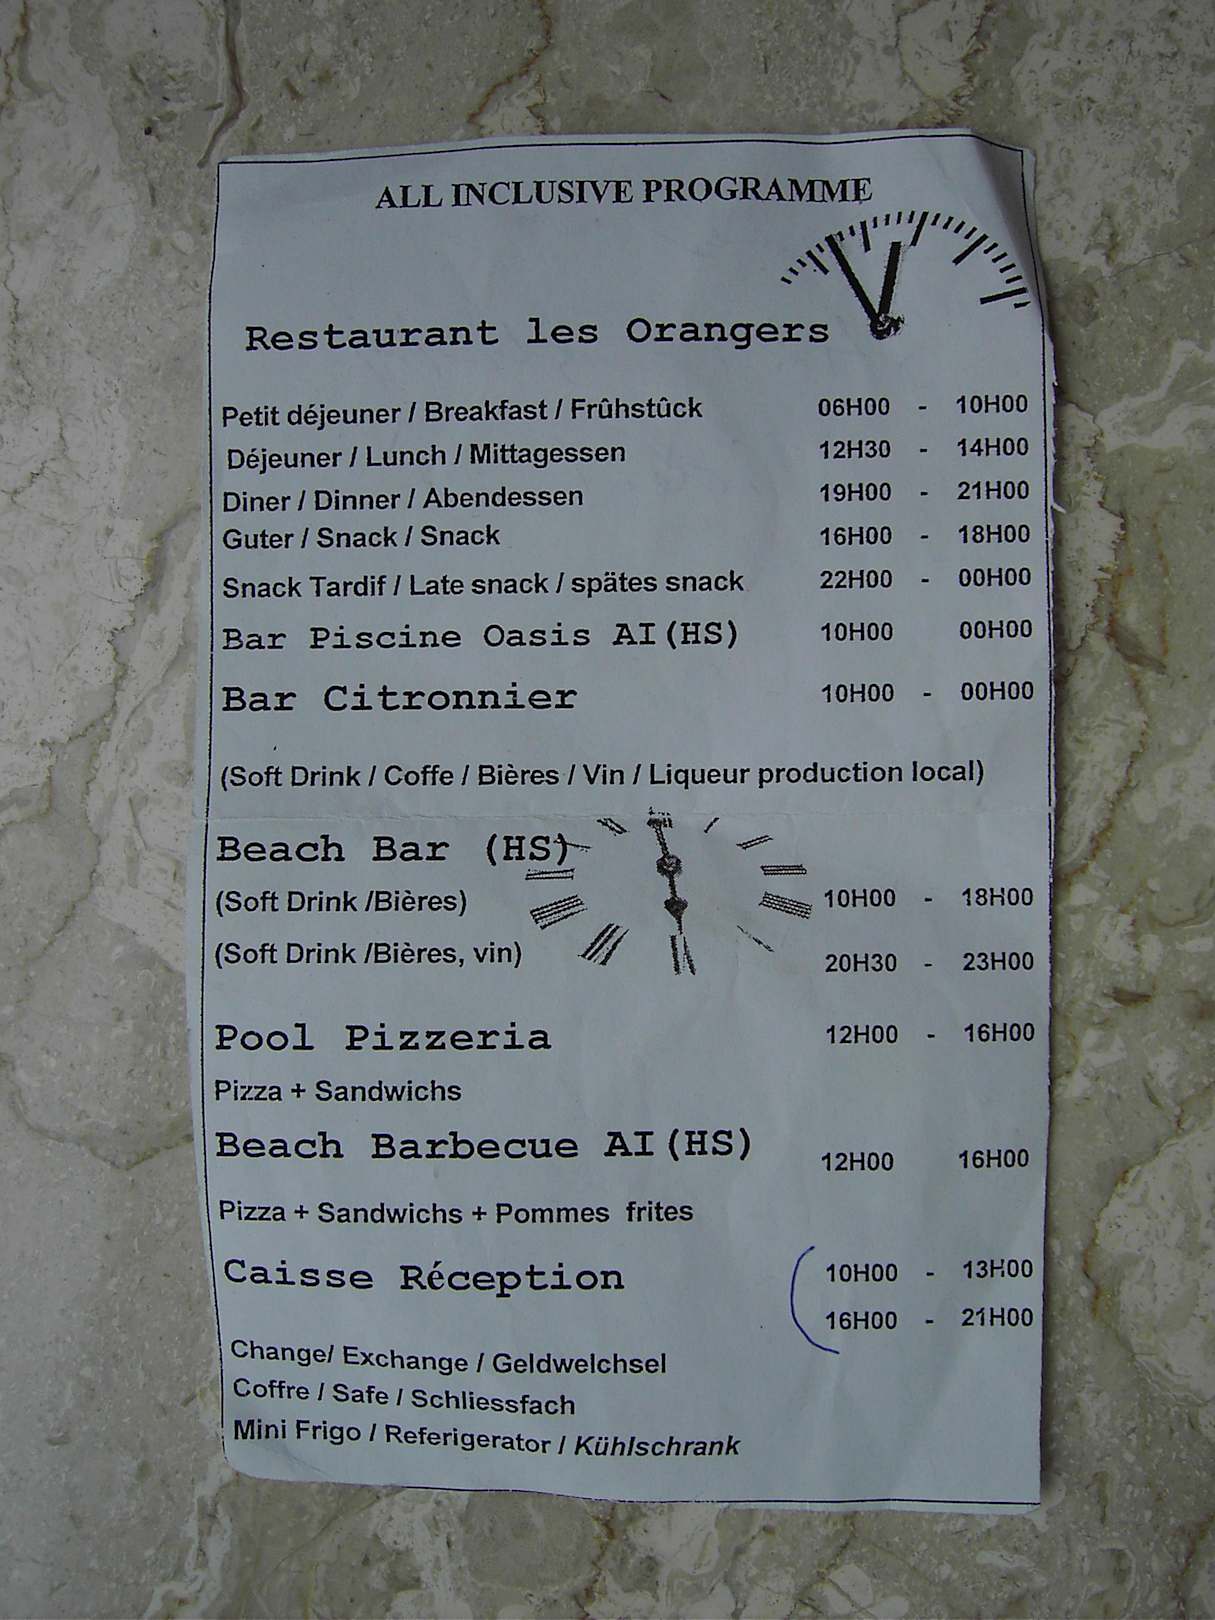 ALL INCLUSIVE PROGRAMME
Restaurant les Orangers
Petit déjeuner / Breakfast / Frûhstûck 06H00 - 10H00
Déjeuner / Lunch / Mittagessen 12H30 - 14H00
Diner / Dinner / Abendessen 19H00 - 21H00
Guter / Snack / Snack 16H00 - 18H00
Snack Tardif / Late snack / spätes snack 22H00 - 00H00
Bar Piscine Oasis AI(HS) 10H00 00H00
Bar Citronnier 10H00 - 00H00
(Soft Drink / Coffe / Bières / Vin / Liqueur production local)
Beach Bar (HS)
(Soft Drink /Bières) 10H00 - 18H00
(Soft Drink /Bières, vin) 20H30 - 23H00
Pool Pizzeria 12H00 - 16H00
Pizza + Sandwichs
Beach Barbecue AI(HS) 12H00 16H00
Pizza + Sandwichs + Pommes frites
Caisse Réception 10H00 - 13H00
16H00 - 21H00
Change/ Exchange / Geldwelchsel
Coffre / Safe / Schliessfach
Mini Frigo / Referigerator / Kühlschrank